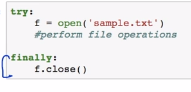 try:
    f = open('sample.txt')
    #perform file operations
finally:
    f.close()